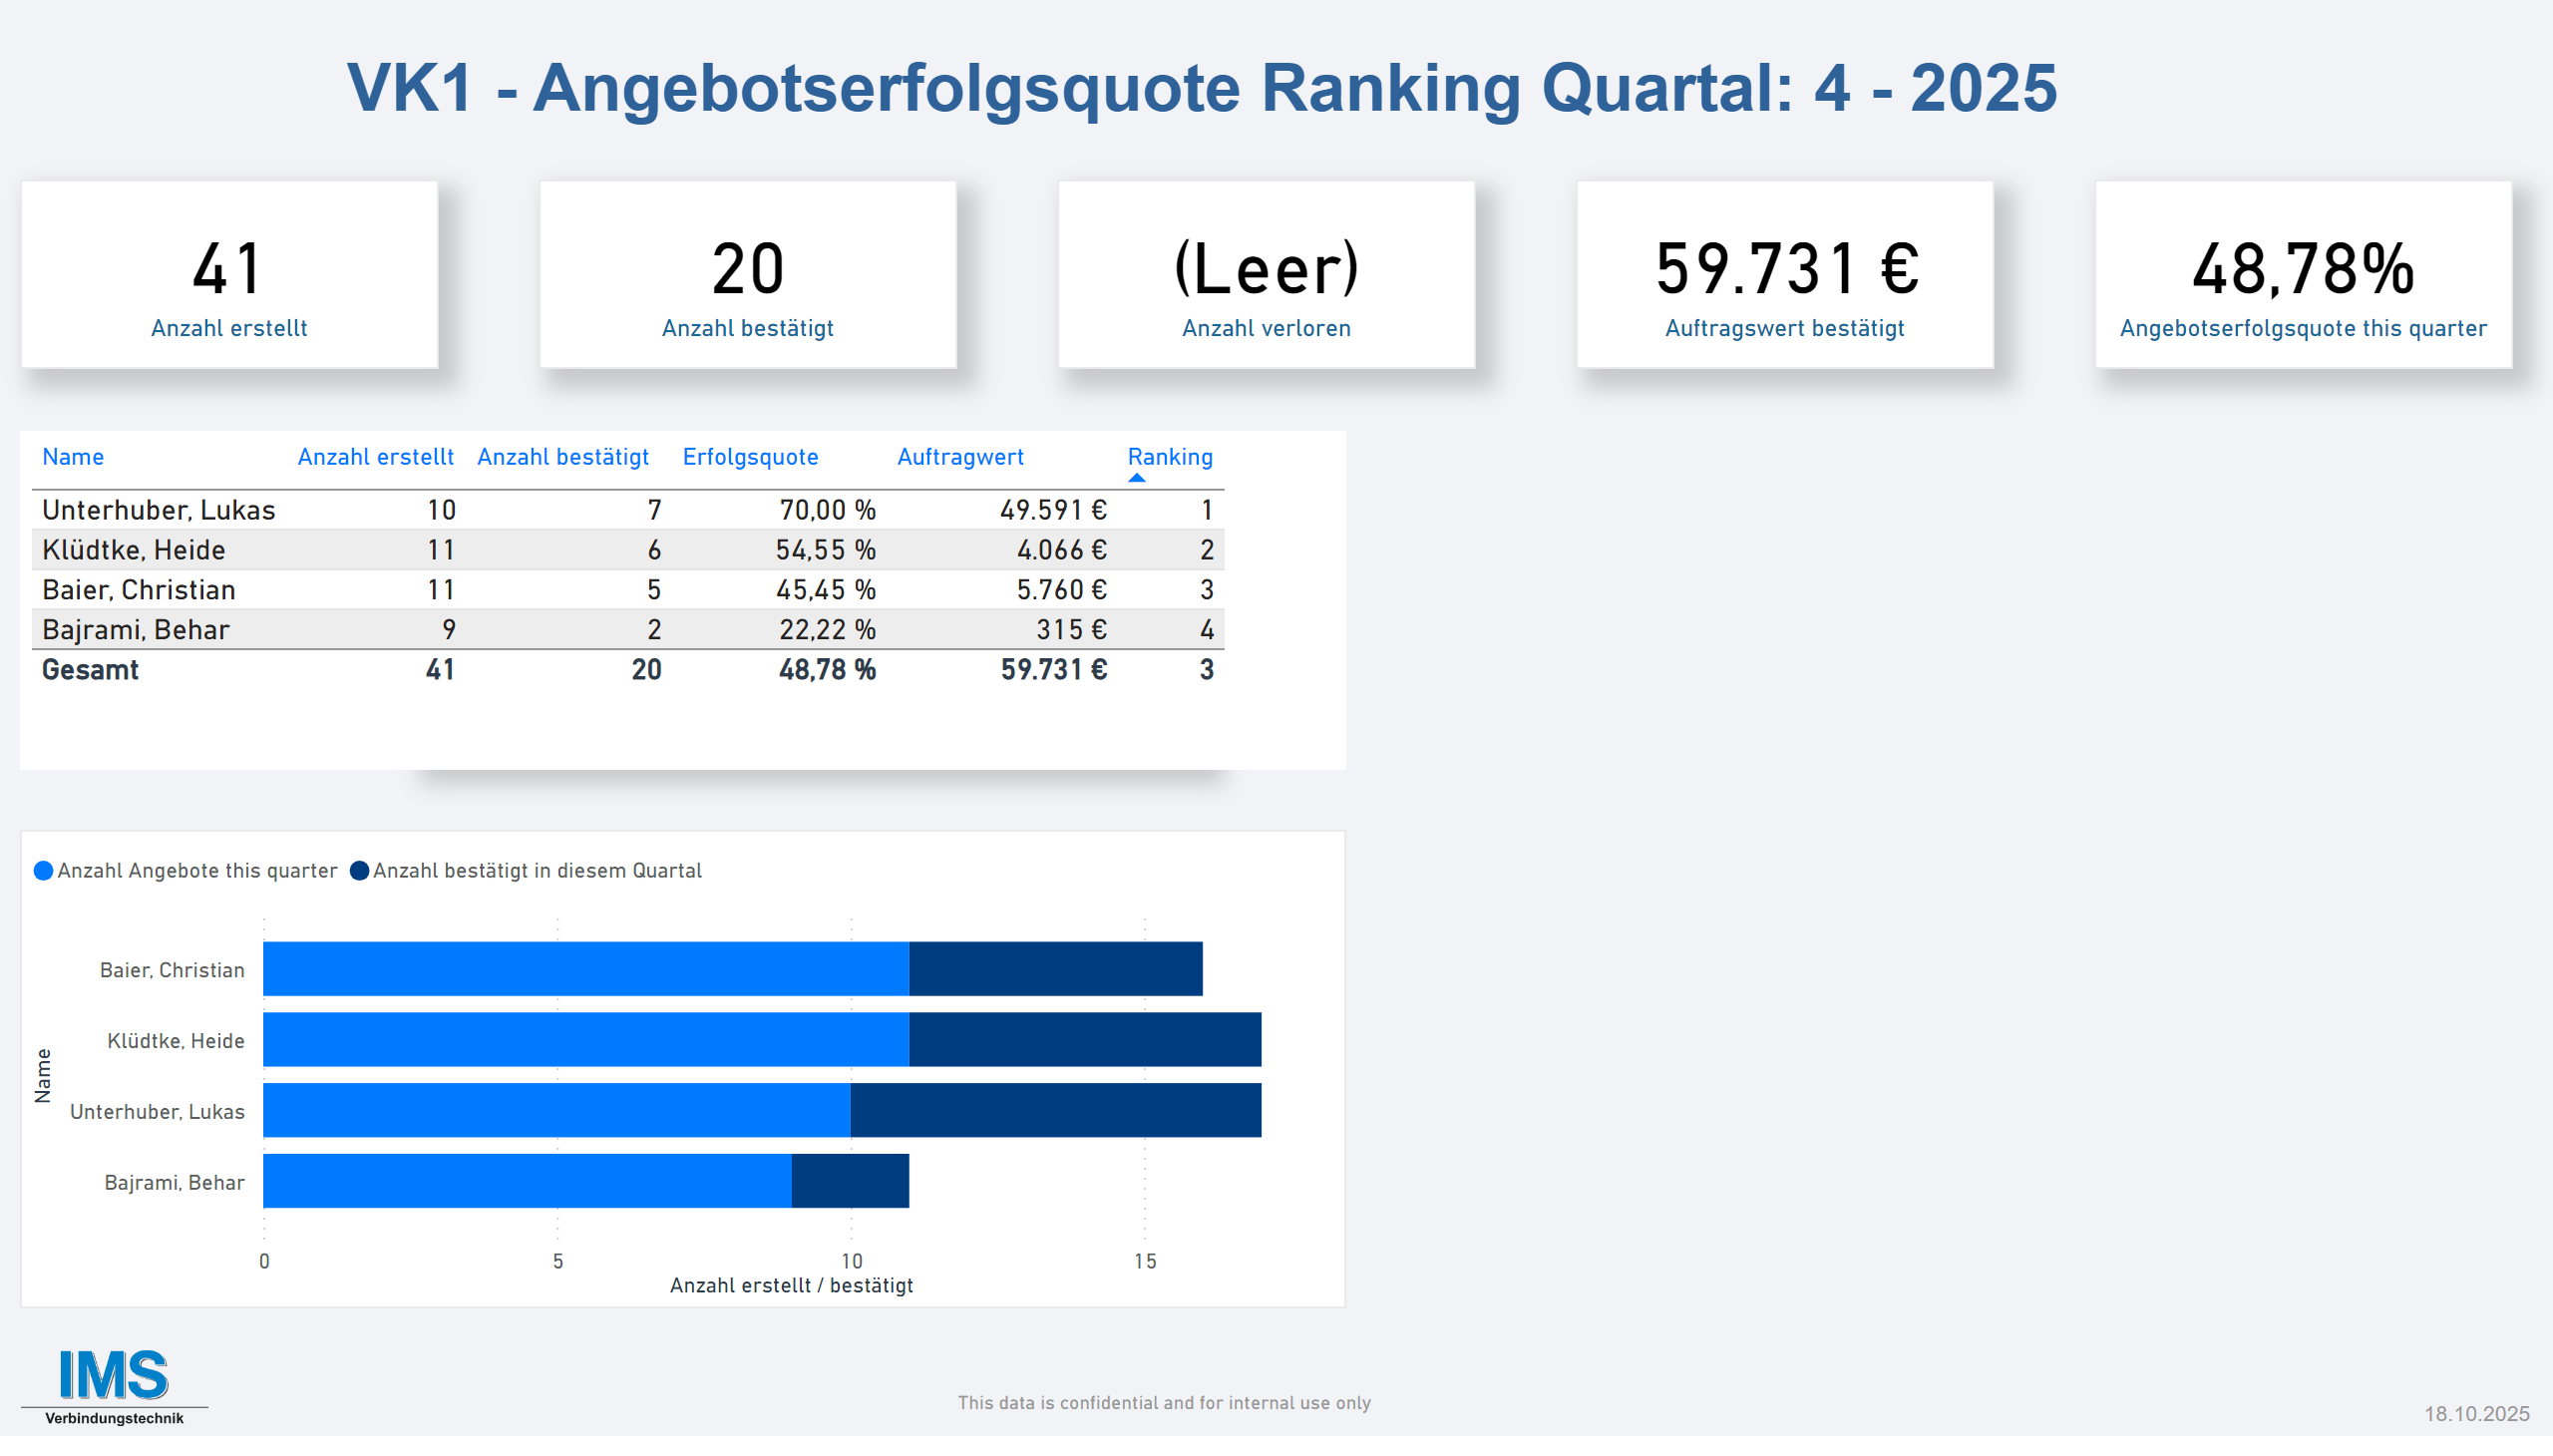 VK1 - Angebotserfolgsquote Ranking Quartal: 4 - 2025
41
Anzahl erstellt
20
Anzahl bestätigt
(Leer)
Anzahl verloren
59.731 €
Auftragswert bestätigt
48,78%
Angebotserfolgsquote this quarter
Name Anzahl erstellt Anzahl bestätigt Erfolgsquote Auftragwert Ranking
Unterhuber, Lukas 10 7 70,00 % 49.591 € 1
Klüdtke, Heide 11 6 54,55 % 4.066 € 2
Baier, Christian 11 5 45,45 % 5.760 € 3
Bajrami, Behar 9 2 22,22 % 315 € 4
Gesamt 41 20 48,78 % 59.731 € 3
Anzahl Angebote this quarter Anzahl bestätigt in diesem Quartal
Name
Baier, Christian
Klüdtke, Heide
Unterhuber, Lukas
Bajrami, Behar
0 5 10 15
Anzahl erstellt / bestätigt
IMS
Verbindungstechnik
This data is confidential and for internal use only
18.10.2025